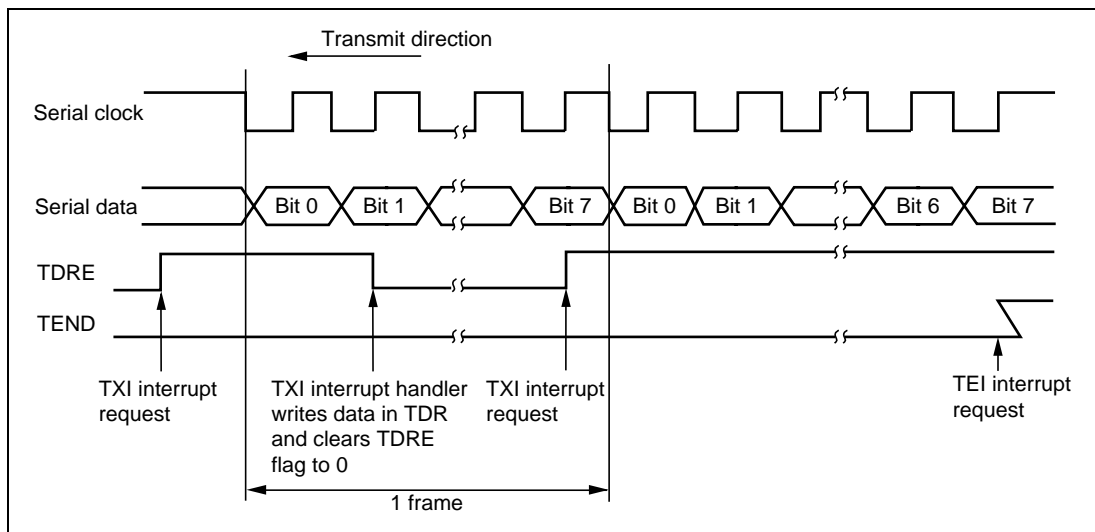 Transmit direction
Serial clock
Serial data
Bit 0
Bit 1
Bit 7
Bit 0
Bit 1
Bit 6
Bit 7
TDRE
TEND
TXI interrupt
request
TXI interrupt handler
writes data in TDR
and clears TDRE
flag to 0
TXI interrupt
request
TEI interrupt
request
1 frame